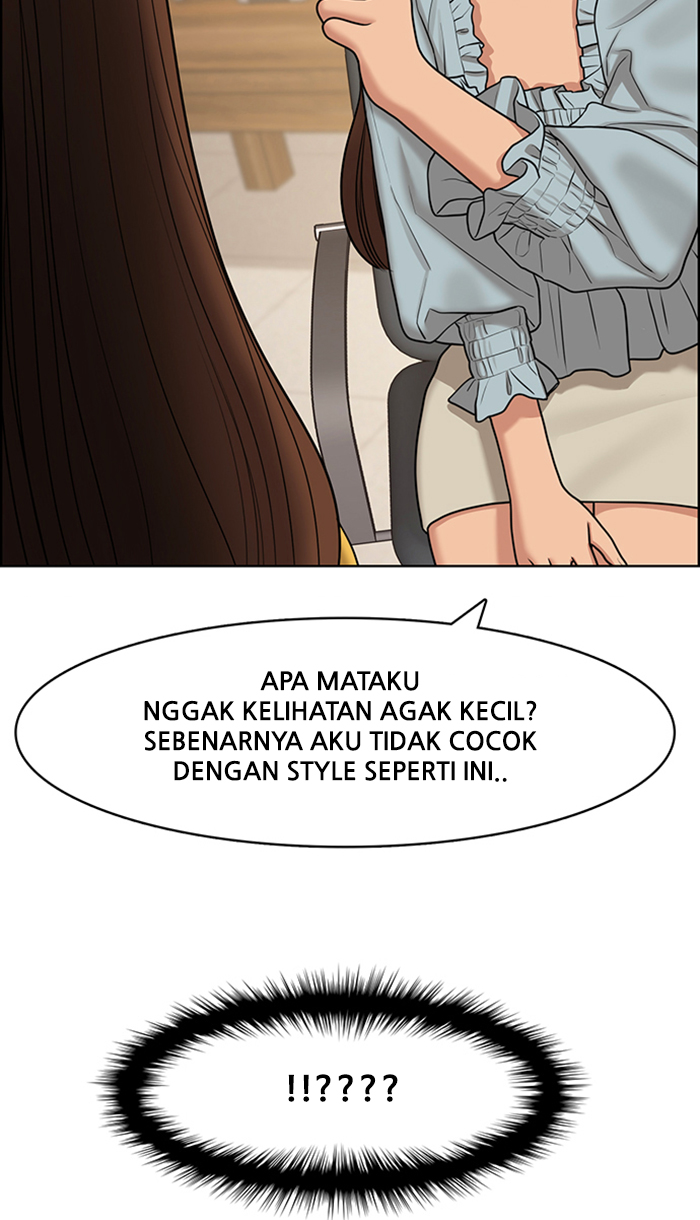 APA MATAKU
NGGAK KELIHATAN AGAK KECIL?
SEBENARNYA AKU TIDAK COCOK
DENGAN STYLE SEPERTI INI..
!!????